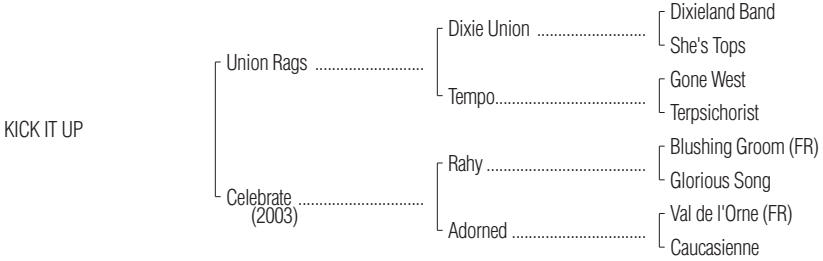 Dixieland Band
Dixie Union ..........................
She's Tops
Union Rags ..........................
Gone West
Tempo....................................
Terpsichorist
KICK IT UP
Blushing Groom (FR)
Rahy ......................................
Glorious Song
Celebrate ..............................
(2003)
Val de l'Orne (FR)
Adorned ................................
Caucasienne